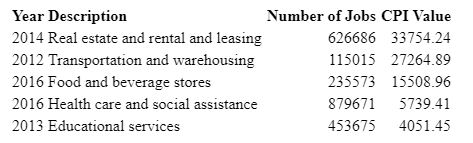 Year Description Number of Jobs CPI Value
2014 Real estate and rental and leasing 626686 33754.24
2012 Transportation and warehousing 115015 27264.89
2016 Food and beverage stores 235573 15508.96
2016 Health care and social assistance 879671 5739.41
2013 Educational services 453675 4051.45